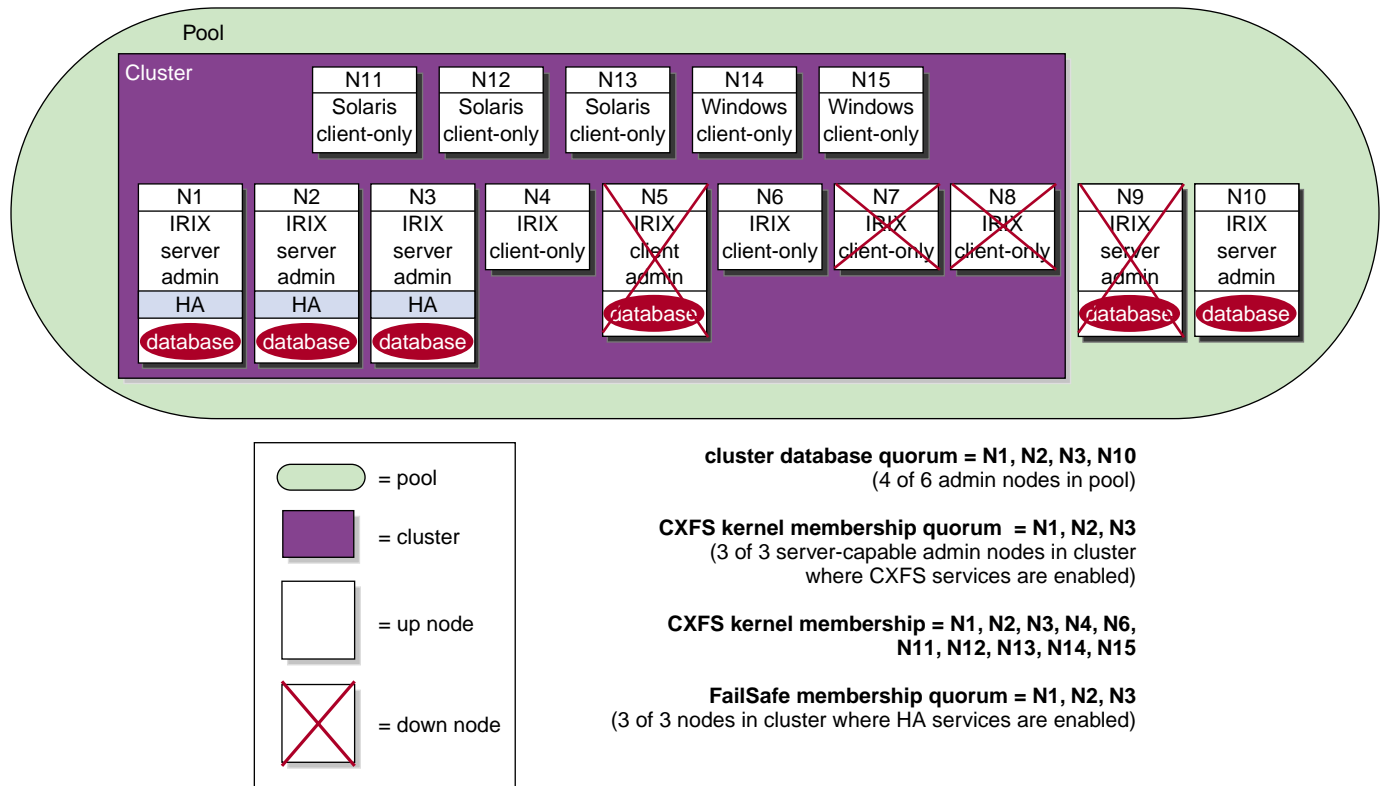 Pool
Cluster
N11
Solaris
client-only
N12
Solaris
client-only
N13
Solaris
client-only
N14
Windows
client-only
N15
Windows
client-only
N1
IRIX
server
admin
HA
database
N2
IRIX
server
admin
HA
database
N3
IRIX
server
admin
HA
database
N4
IRIX
client-only
N5
IRIX
client
admin
database
N6
IRIX
client-only
N7
IRIX
client-only
N8
IRIX
client-only
N9
IRIX
server
admin
database
N10
IRIX
server
admin
database
= pool
= cluster
= up node
= down node
cluster database quorum = N1, N2, N3, N10
(4 of 6 admin nodes in pool)
CXFS kernel membership quorum = N1, N2, N3
(3 of 3 server-capable admin nodes in cluster
where CXFS services are enabled)
CXFS kernel membership = N1, N2, N3, N4, N6,
N11, N12, N13, N14, N15
FailSafe membership quorum = N1, N2, N3
(3 of 3 nodes in cluster where HA services are enabled)